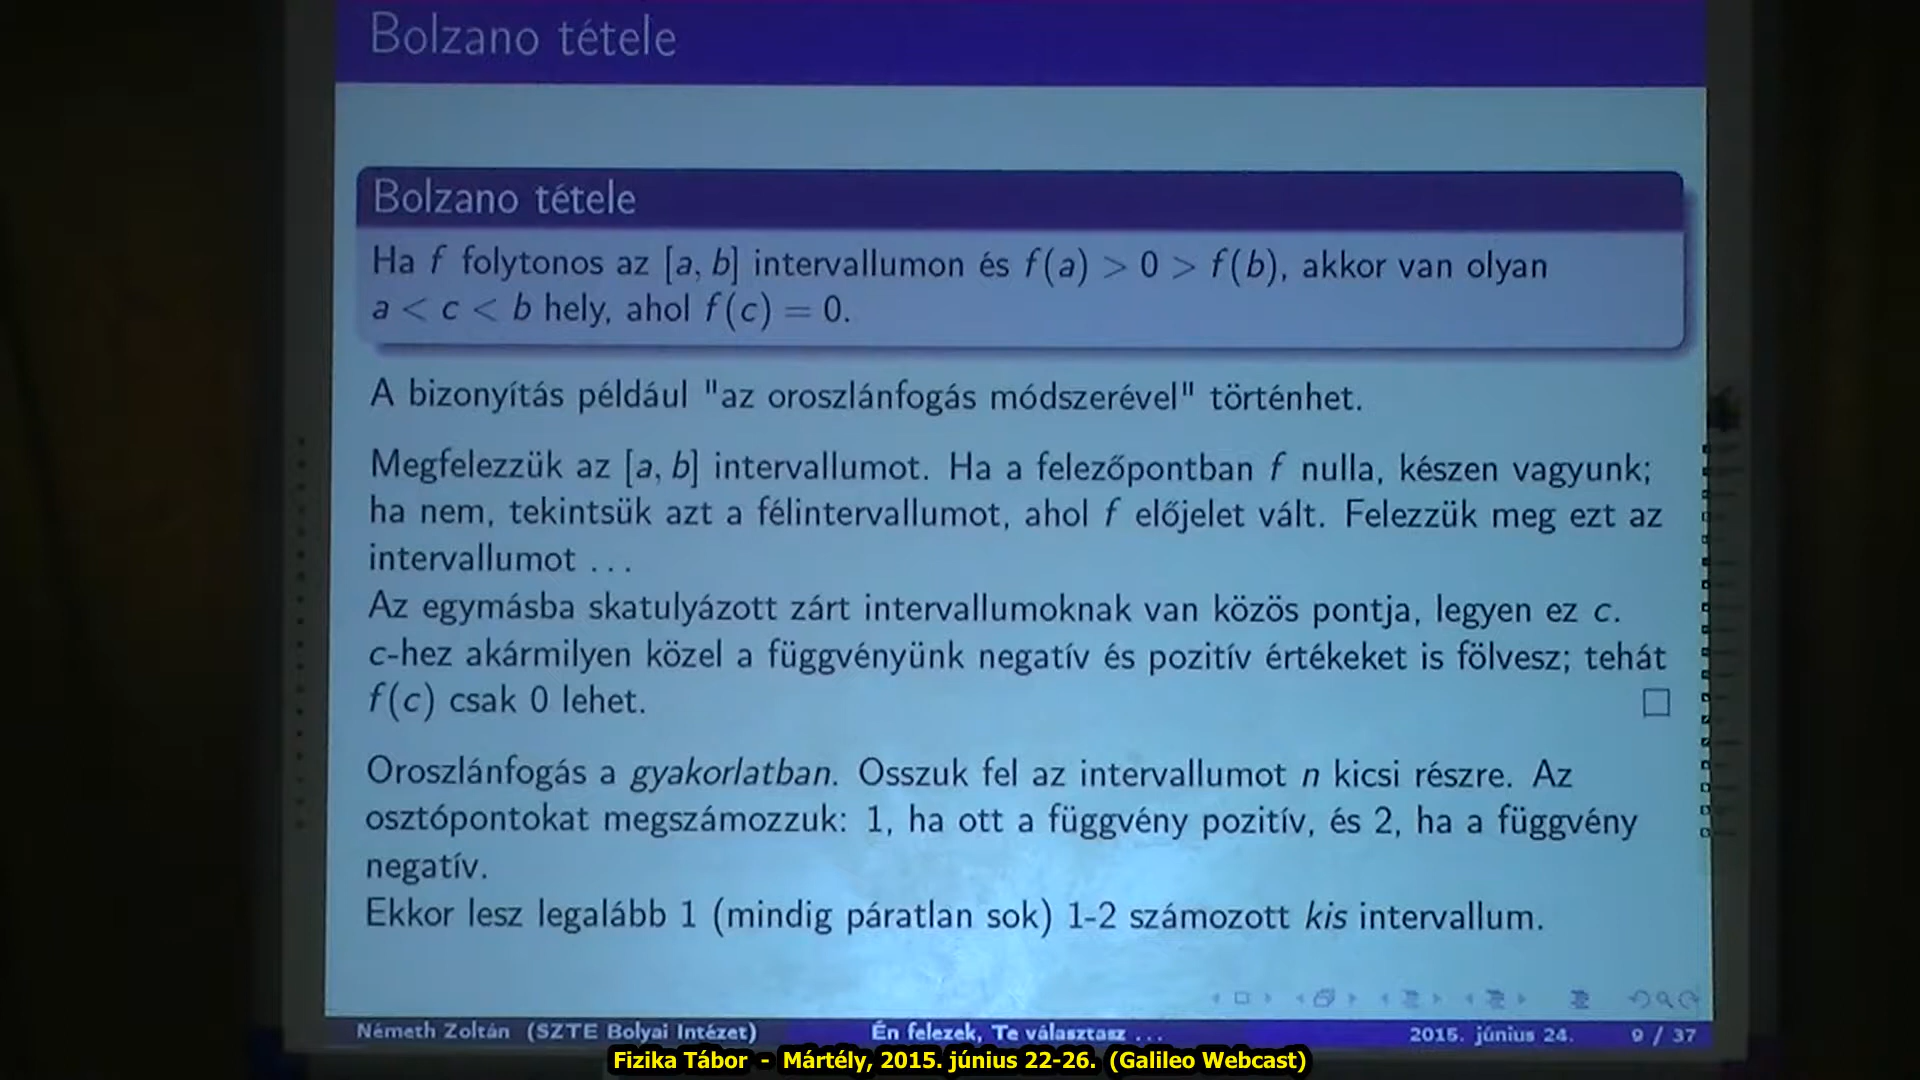 Bolzano tétele
Bolzano tétele
Ha f folytonos az [a, b] intervallumon és f(a) > 0 > f(b), akkor van olyan
a < c < b hely, ahol f(c) = 0.
A bizonyítás például "az oroszlánfogás módszerével" történhet.
Megfelezzük az [a, b] intervallumot. Ha a felezőpontban f nulla, készen vagyunk;
ha nem, tekintsük azt a félintervallumot, ahol f előjelet vált. Felezzük meg ezt az
intervallumot ...
Az egymásba skatulyázott zárt intervallumoknak van közös pontja, legyen ez c.
c-hez akármilyen közel a függvényünk negatív és pozitív értékeket is fölvesz; tehát
f(c) csak 0 lehet. □
Oroszlánfogás a gyakorlatban. Osszuk fel az intervallumot n kicsi részre. Az
osztópontokat megszámozzuk: 1, ha ott a függvény pozitív, és 2, ha a függvény
negatív.
Ekkor lesz legalább 1 (mindig páratlan sok) 1-2 számozott kis intervallum.
Németh Zoltán (SZTE Bolyai Intézet) Én felezek, Te választasz ... 2015. június 24. 9 / 37
Fizika Tábor - Mártély, 2015. június 22-26. (Galileo Webcast)